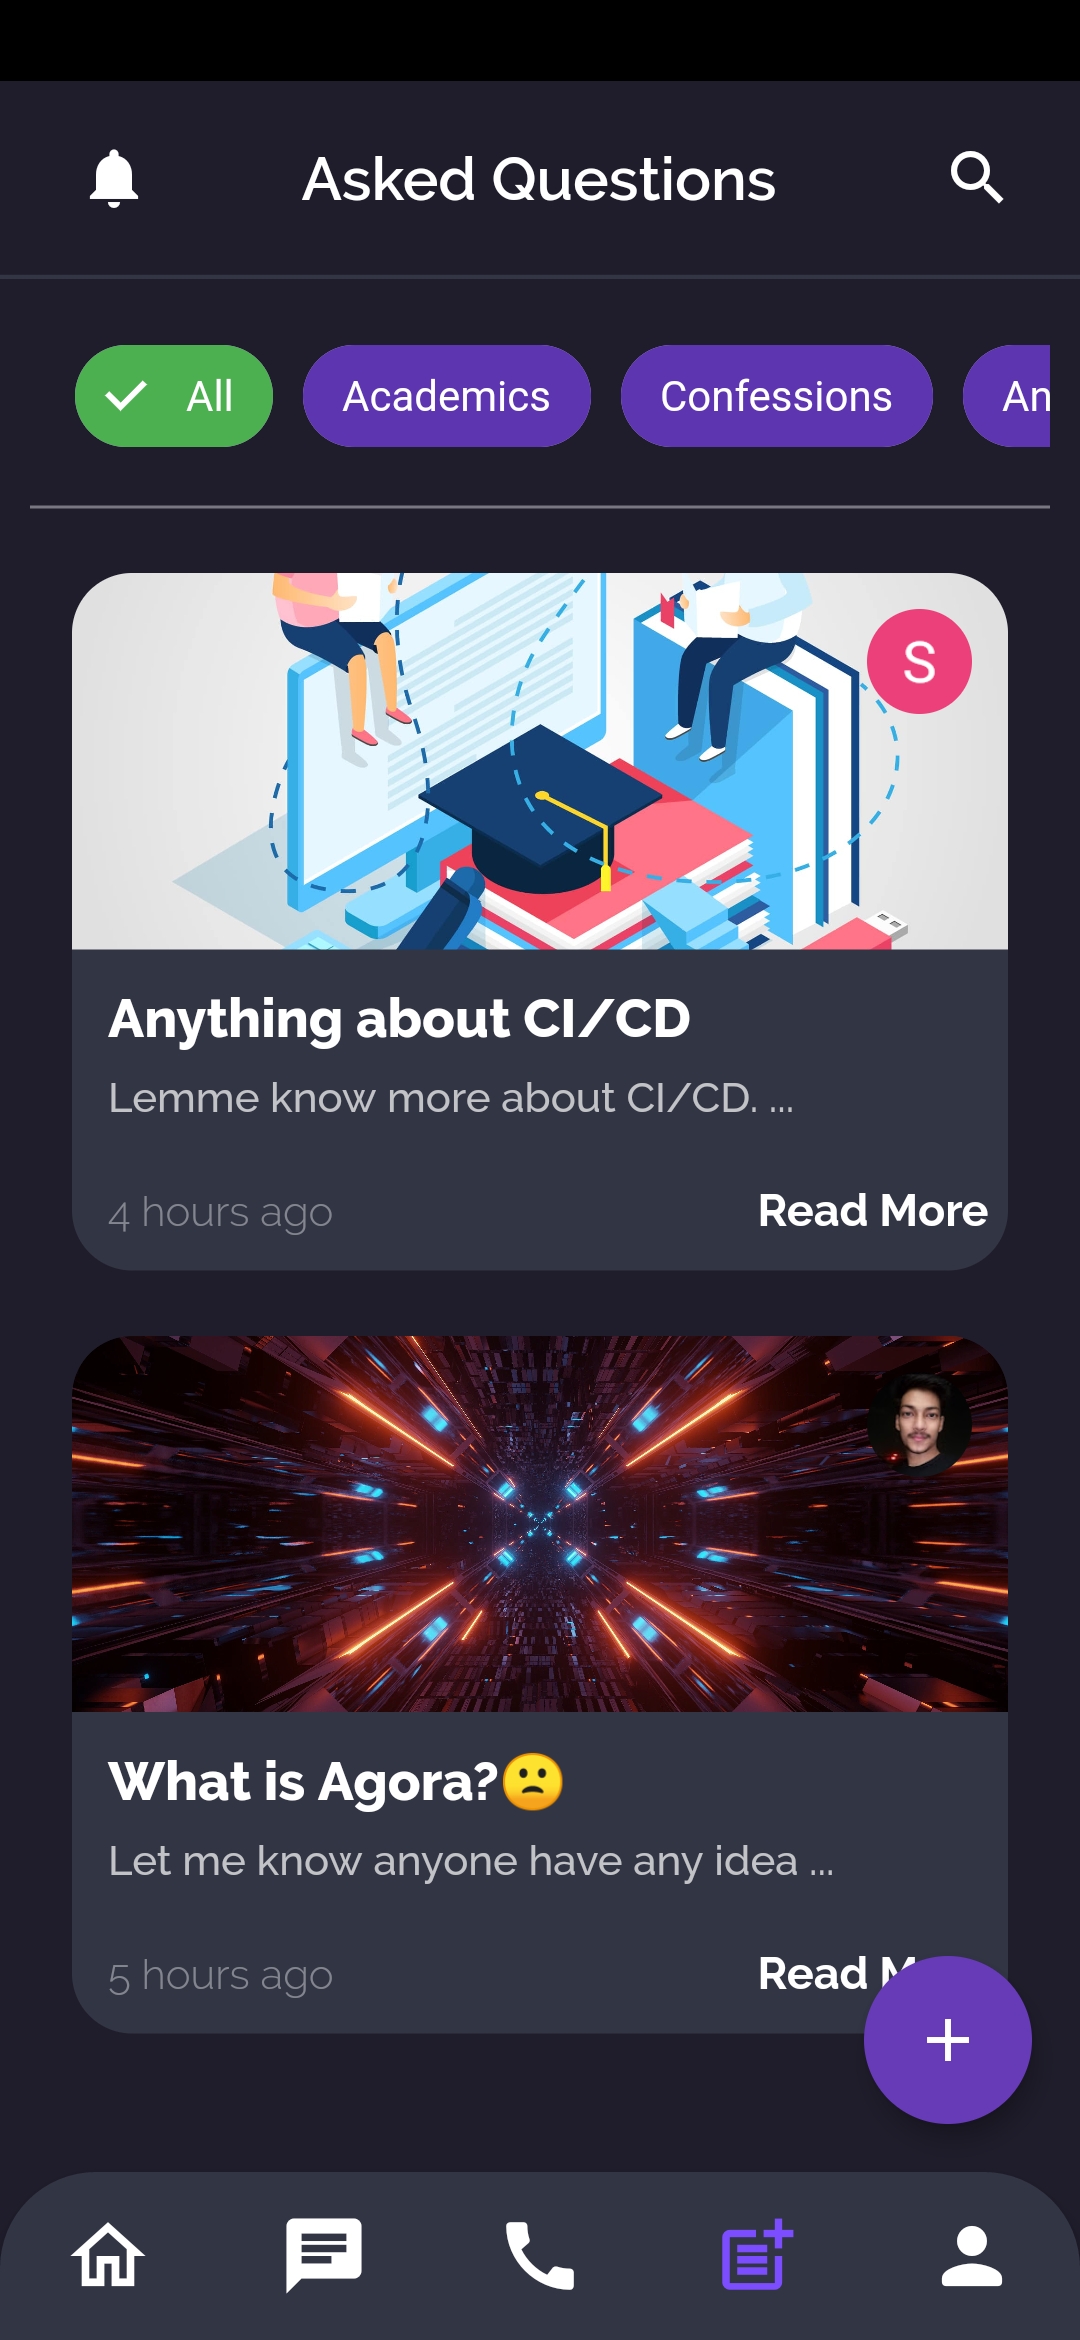 Asked Questions
All
Academics
Confessions
An
S
Anything about CI/CD
Lemme know more about CI/CD. ...
4 hours ago
Read More
What is Agora?🙁
Let me know anyone have any idea ...
5 hours ago
Read M